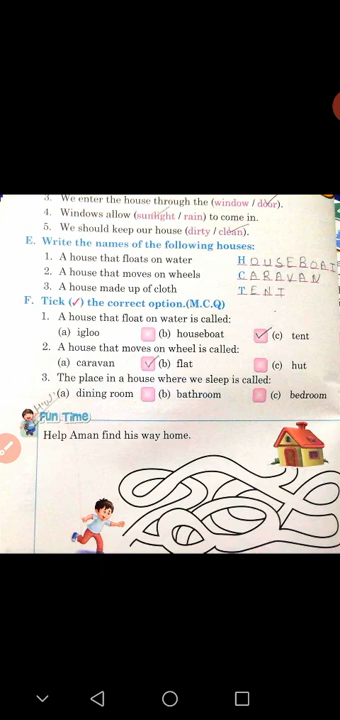 3. We enter the house through the (window / door).
4. Windows allow (sunlight / rain) to come in.
5. We should keep our house (dirty / clean).
E. Write the names of the following houses:
1. A house that floats on water HOUSEBOAT
2. A house that moves on wheels CARAVAN
3. A house made up of cloth TENT
F. Tick (✓) the correct option.(M.C.Q)
1. A house that float on water is called:
(a) igloo (b) houseboat ✓ (c) tent
2. A house that moves on wheel is called:
(a) caravan ✓ (b) flat (c) hut
3. The place in a house where we sleep is called:
(a) dining room (b) bathroom (c) bedroom
Fun Time
Help Aman find his way home.